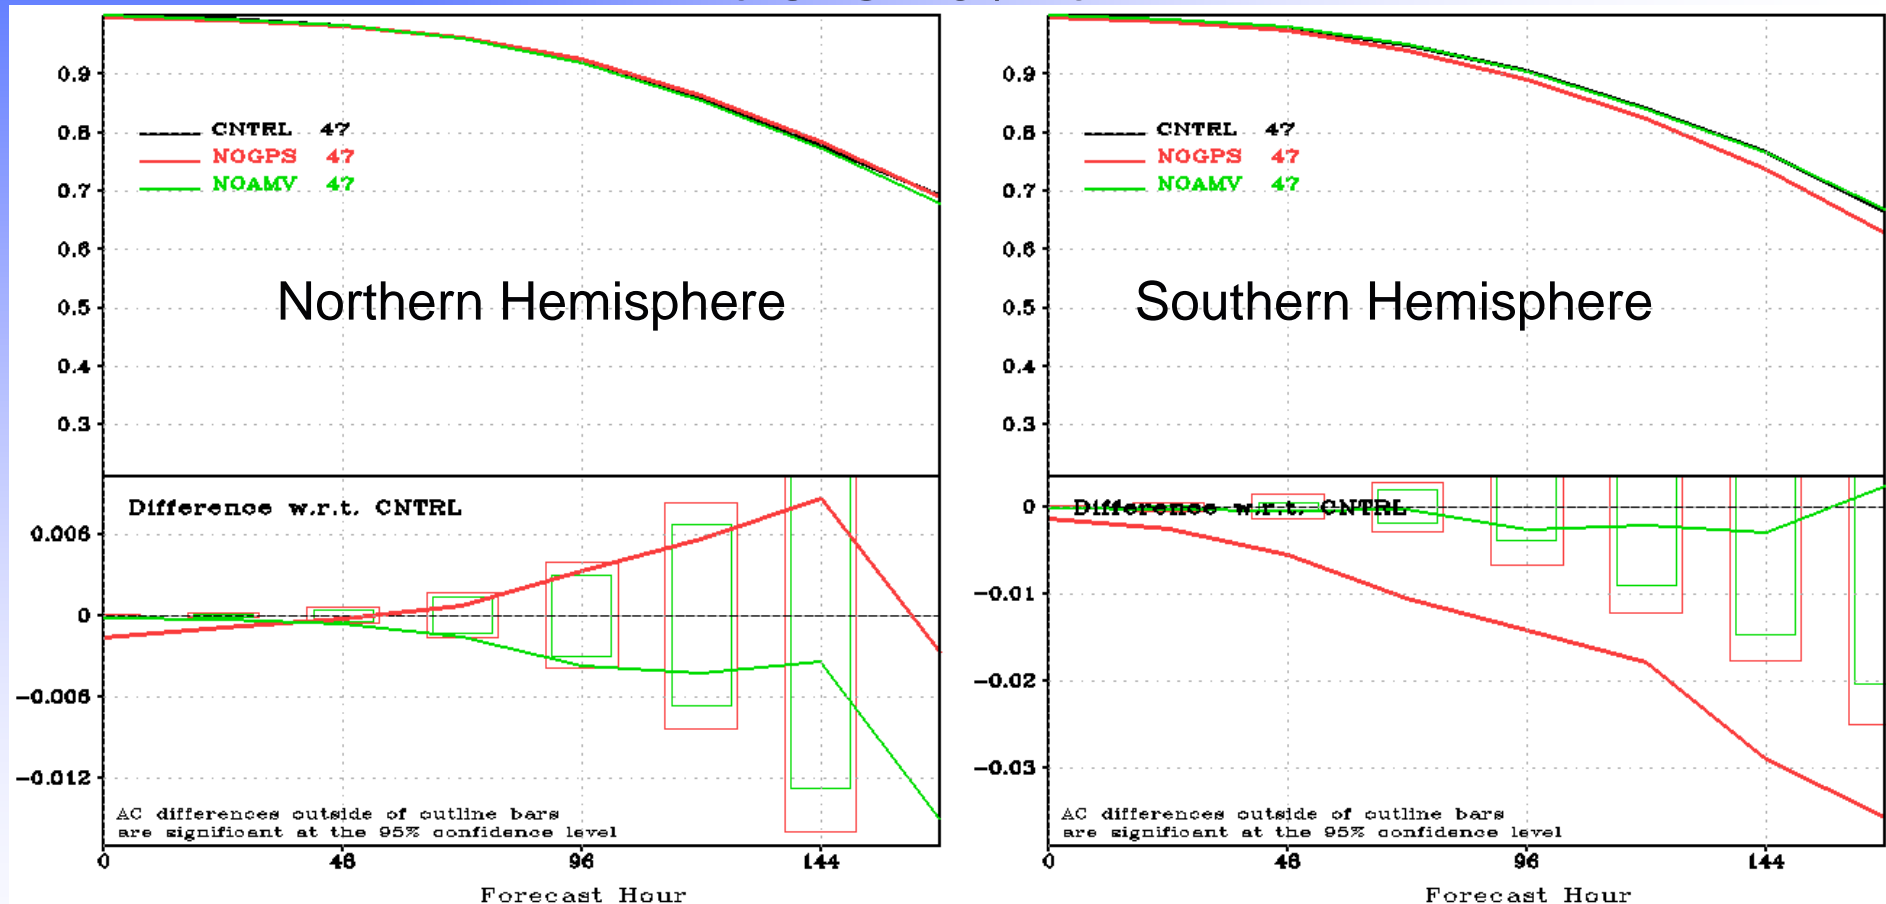 0.9
0.8
0.7
0.6
0.5
0.4
0.3
CNTRL 47
NOGPS 47
NOAMV 47
Northern Hemisphere
Difference w.r.t. CNTRL
0.006
0
-0.006
-0.012
AC differences outside of outline bars
are significant at the 95% confidence level
0 48 96 144
Forecast Hour
0.9
0.8
0.7
0.6
0.5
0.4
0.3
CNTRL 47
NOGPS 47
NOAMV 47
Southern Hemisphere
Difference w.r.t. CNTRL
0
-0.01
-0.02
-0.03
AC differences outside of outline bars
are significant at the 95% confidence level
0 48 96 144
Forecast Hour